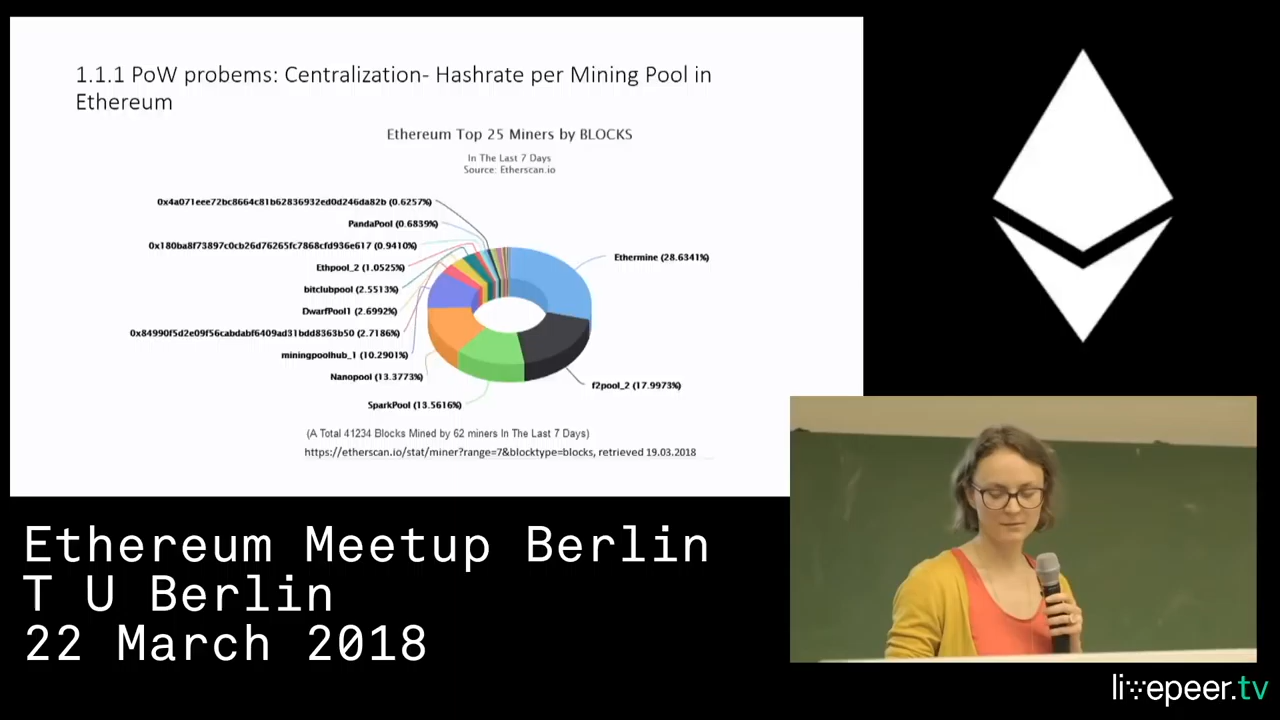 1.1.1 PoW probems: Centralization- Hashrate per Mining Pool in
Ethereum
Ethereum Top 25 Miners by BLOCKS
In The Last 7 Days
Source: Etherscan.io
0x4a071eee72bc8664c81b62836932ed0d246da82b (0.6257%)
PandaPool (0.6839%)
0x180ba8f73897c0cb26d76265fc7868cfd936e617 (0.9410%)
Ethermine (28.6341%)
Ethpool_2 (1.0525%)
bitclubpool (2.5513%)
DwarfPool1 (2.6992%)
0x84990f5d2e09f56cabdabf6409ad31bdd8363b50 (2.7186%)
miningpoolhub_1 (10.2901%)
Nanopool (13.3773%)
f2pool_2 (17.9973%)
SparkPool (13.5616%)
(A Total 41234 Blocks Mined by 62 miners In The Last 7 Days)
https://etherscan.io/stat/miner?range=7&blocktype=blocks, retrieved 19.03.2018
Ethereum Meetup Berlin
T U Berlin
22 March 2018
livepeer.tv